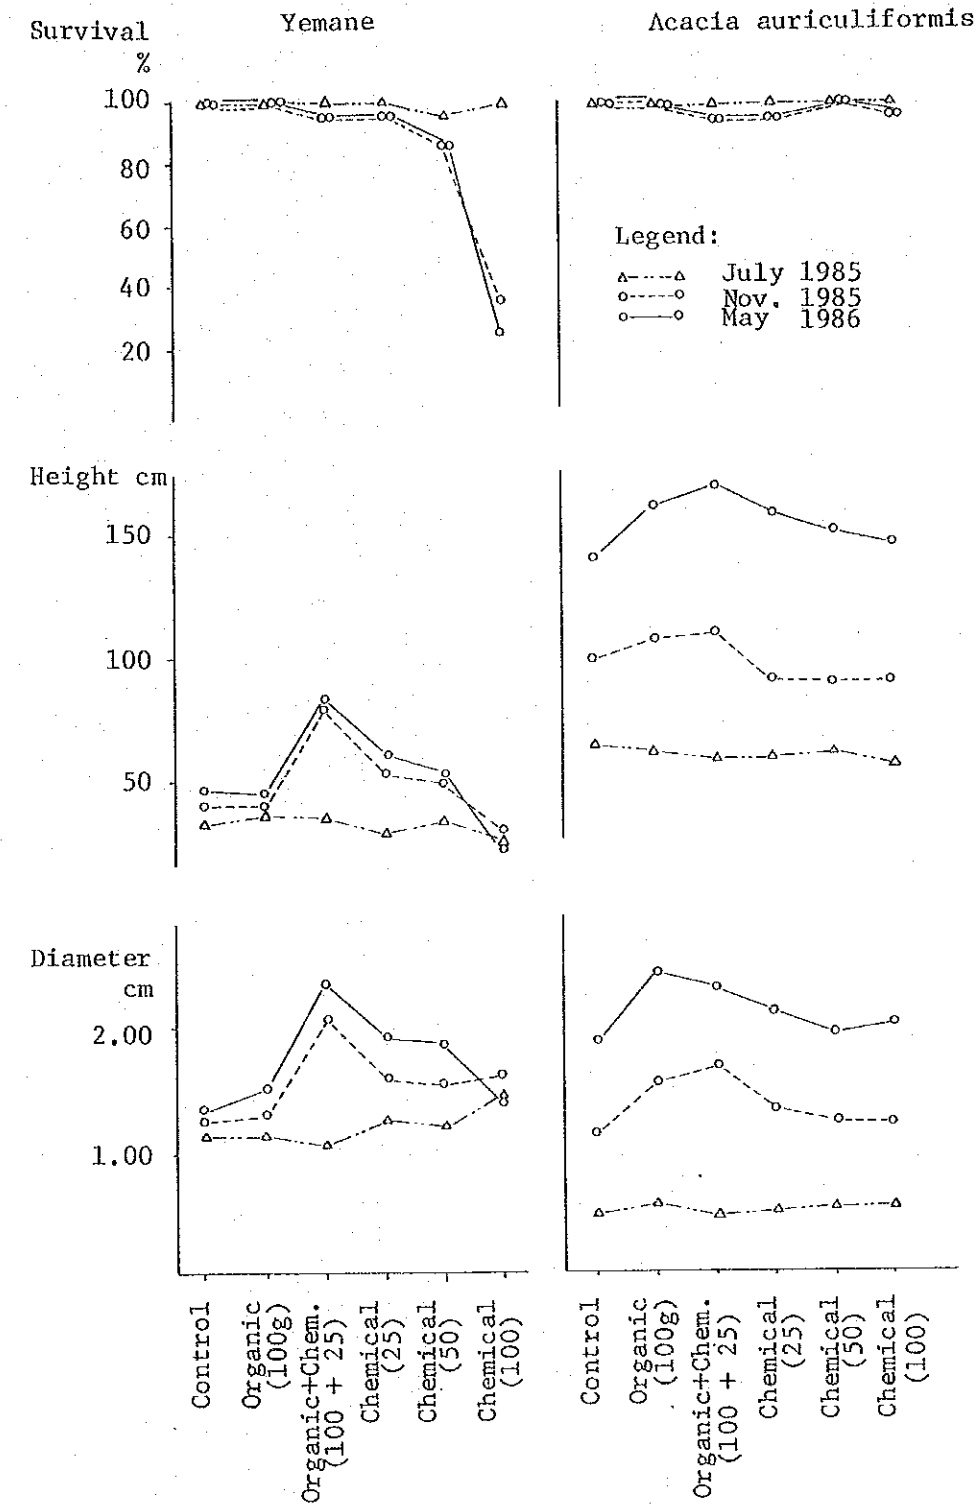 Yemane
Acacia auriculiformis
Survival
%
100
80
60
40
20
Legend:
July 1985
Nov. 1985
May 1986
Height cm
150
100
50
Diameter
cm
2.00
1.00
Control
Organic
(100g)
Organic+Chem.
(100 + 25)
Chemical
(25)
Chemical
(50)
Chemical
(100)
Control
Organic
(100g)
Organic+Chem.
(100 + 25)
Chemical
(25)
Chemical
(50)
Chemical
(100)